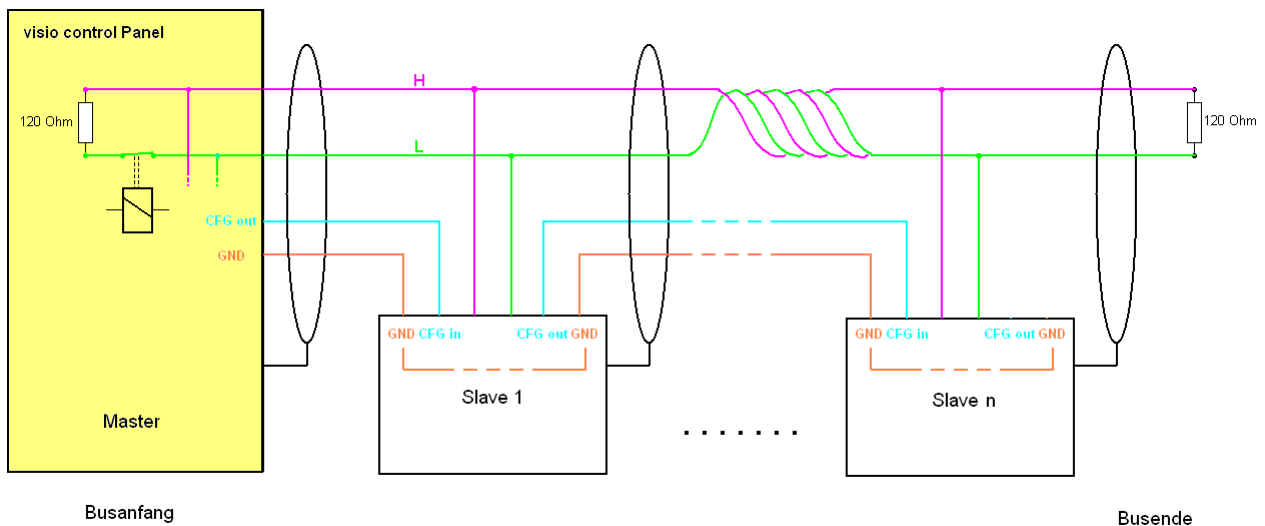 visio control Panel
H
120 Ohm
120 Ohm
L
CFG out
GND
GND CFG in CFG out GND
GND CFG in CFG out GND
Slave 1
Slave n
Master
. . . . . . .
Busanfang
Busende